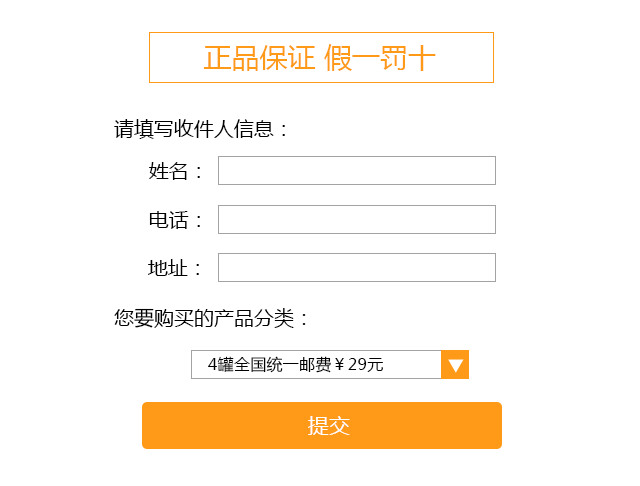 正品保证 假一罚十
请填写收件人信息：
姓名：
电话：
地址：
您要购买的产品分类：
4罐全国统一邮费￥29元
提交